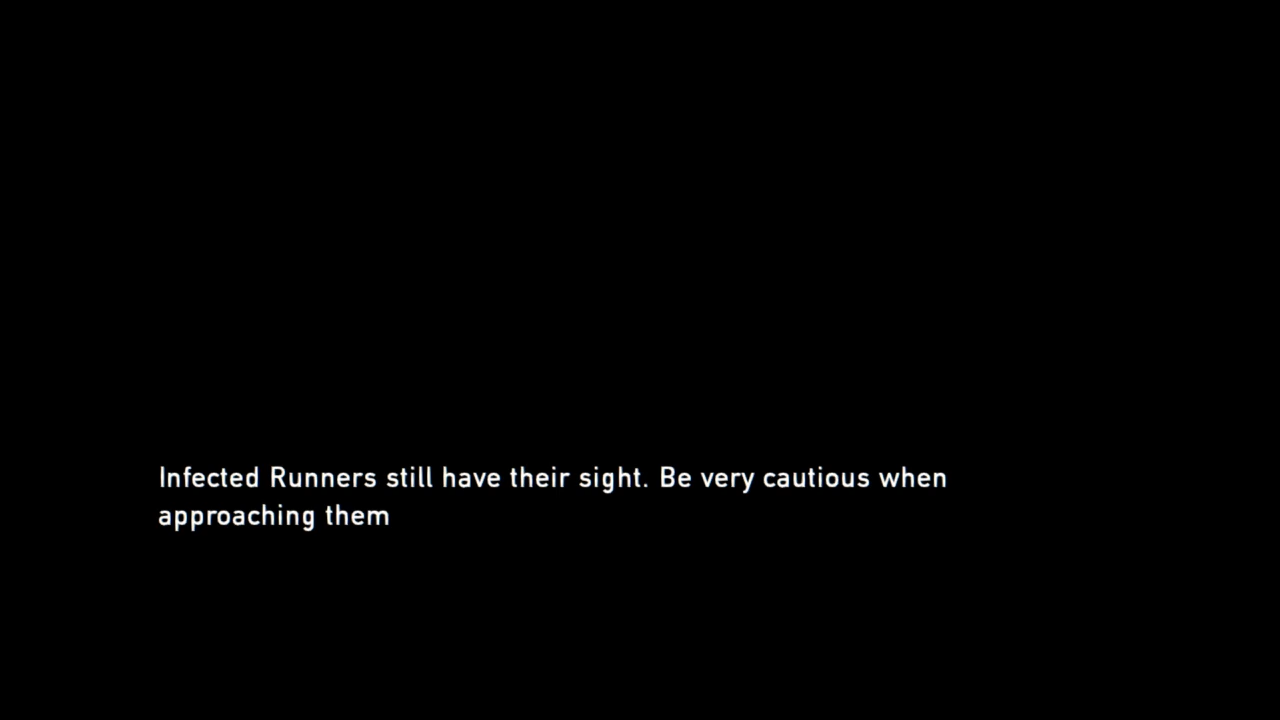 Infected Runners still have their sight. Be very cautious when
approaching them